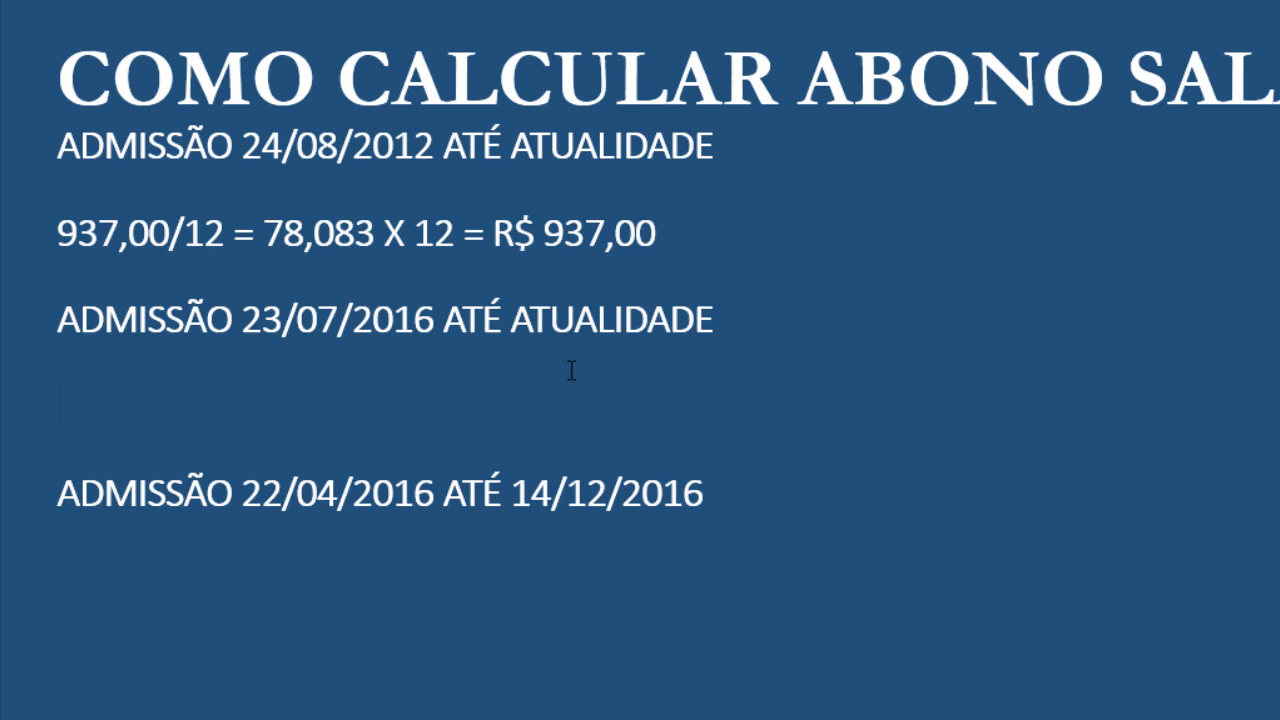 COMO CALCULAR ABONO SAL
ADMISSÃO 24/08/2012 ATÉ ATUALIDADE
937,00/12 = 78,083 X 12 = R$ 937,00
ADMISSÃO 23/07/2016 ATÉ ATUALIDADE
ADMISSÃO 22/04/2016 ATÉ 14/12/2016